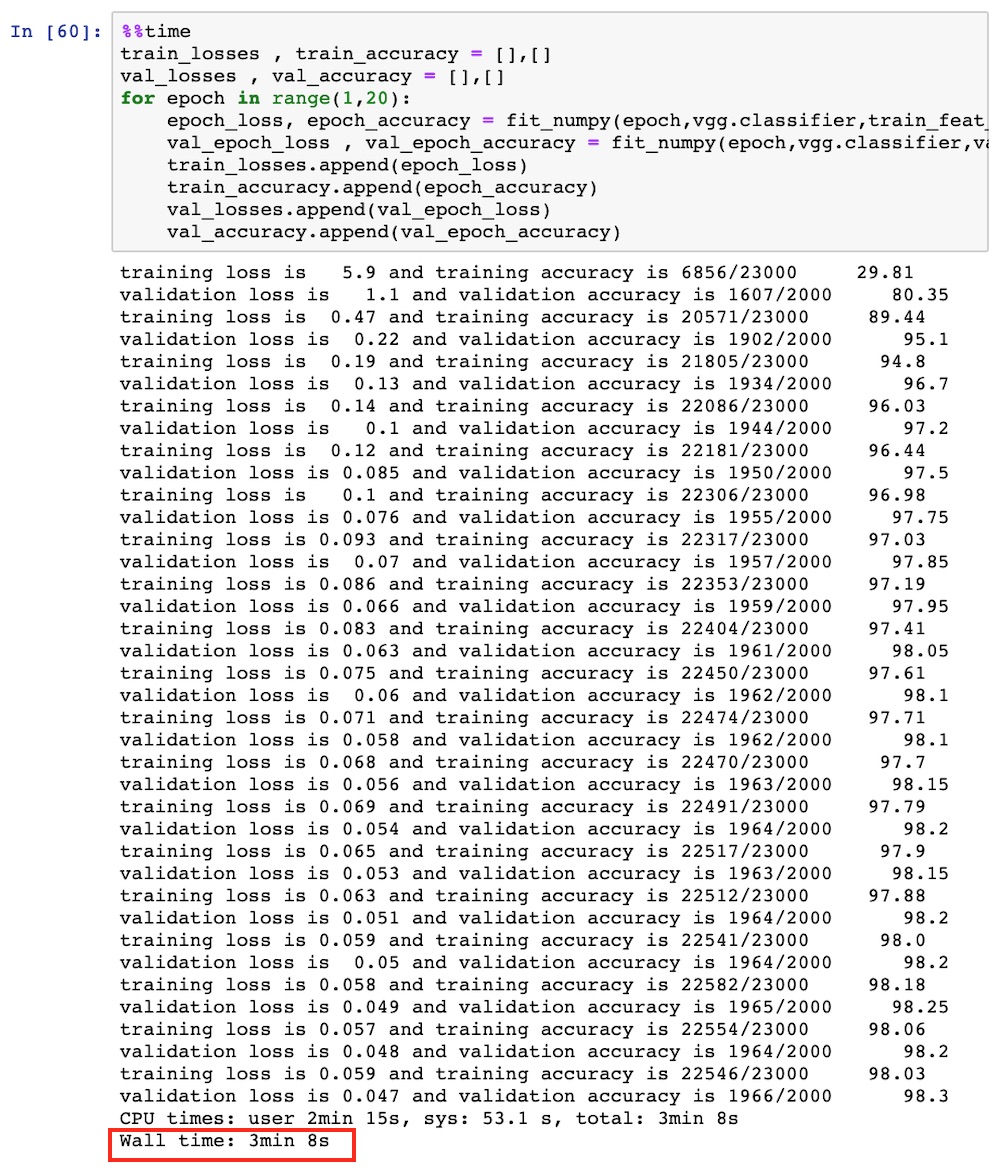 In [60]:
%%time
train_losses , train_accuracy = [],[]
val_losses , val_accuracy = [],[]
for epoch in range(1,20):
    epoch_loss, epoch_accuracy = fit_numpy(epoch,vgg.classifier,train_feat_
    val_epoch_loss , val_epoch_accuracy = fit_numpy(epoch,vgg.classifier,va
    train_losses.append(epoch_loss)
    train_accuracy.append(epoch_accuracy)
    val_losses.append(val_epoch_loss)
    val_accuracy.append(val_epoch_accuracy)
training loss is   5.9 and training accuracy is 6856/23000     29.81
validation loss is   1.1 and validation accuracy is 1607/2000     80.35
training loss is  0.47 and training accuracy is 20571/23000     89.44
validation loss is  0.22 and validation accuracy is 1902/2000      95.1
training loss is  0.19 and training accuracy is 21805/23000      94.8
validation loss is  0.13 and validation accuracy is 1934/2000      96.7
training loss is  0.14 and training accuracy is 22086/23000     96.03
validation loss is   0.1 and validation accuracy is 1944/2000      97.2
training loss is  0.12 and training accuracy is 22181/23000     96.44
validation loss is 0.085 and validation accuracy is 1950/2000      97.5
training loss is   0.1 and training accuracy is 22306/23000     96.98
validation loss is 0.076 and validation accuracy is 1955/2000     97.75
training loss is 0.093 and training accuracy is 22317/23000     97.03
validation loss is  0.07 and validation accuracy is 1957/2000     97.85
training loss is 0.086 and training accuracy is 22353/23000     97.19
validation loss is 0.066 and validation accuracy is 1959/2000     97.95
training loss is 0.083 and training accuracy is 22404/23000     97.41
validation loss is 0.063 and validation accuracy is 1961/2000     98.05
training loss is 0.075 and training accuracy is 22450/23000     97.61
validation loss is  0.06 and validation accuracy is 1962/2000      98.1
training loss is 0.071 and training accuracy is 22474/23000     97.71
validation loss is 0.058 and validation accuracy is 1962/2000      98.1
training loss is 0.068 and training accuracy is 22470/23000      97.7
validation loss is 0.056 and validation accuracy is 1963/2000     98.15
training loss is 0.069 and training accuracy is 22491/23000     97.79
validation loss is 0.054 and validation accuracy is 1964/2000      98.2
training loss is 0.065 and training accuracy is 22517/23000      97.9
validation loss is 0.053 and validation accuracy is 1963/2000     98.15
training loss is 0.063 and training accuracy is 22512/23000     97.88
validation loss is 0.051 and validation accuracy is 1964/2000      98.2
training loss is 0.059 and training accuracy is 22541/23000      98.0
validation loss is  0.05 and validation accuracy is 1964/2000      98.2
training loss is 0.058 and training accuracy is 22582/23000     98.18
validation loss is 0.049 and validation accuracy is 1965/2000     98.25
training loss is 0.057 and training accuracy is 22554/23000     98.06
validation loss is 0.048 and validation accuracy is 1964/2000      98.2
training loss is 0.059 and training accuracy is 22546/23000     98.03
validation loss is 0.047 and validation accuracy is 1966/2000      98.3
CPU times: user 2min 15s, sys: 53.1 s, total: 3min 8s
Wall time: 3min 8s